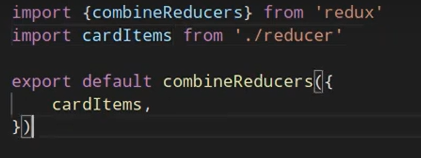 import {combineReducers} from 'redux'
import cardItems from './reducer'
export default combineReducers({
    cardItems,
})